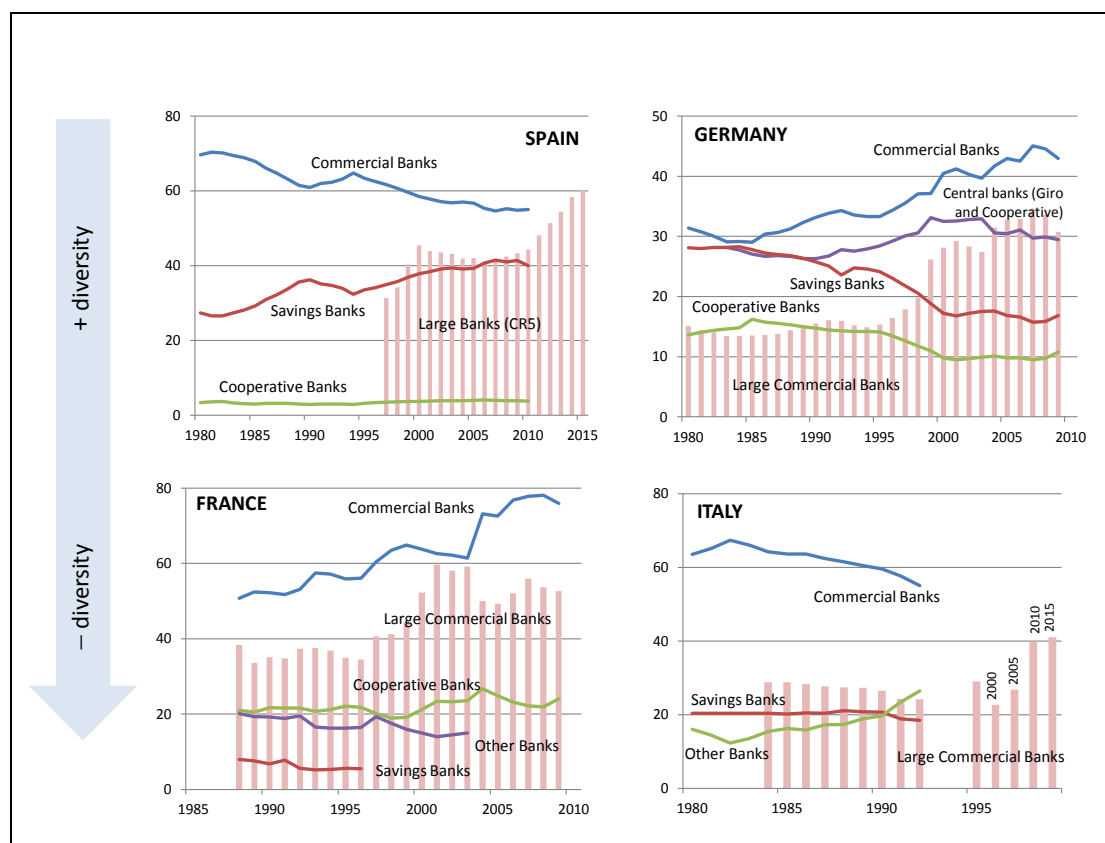 + diversity
− diversity
SPAIN
80
60
40
20
0
Commercial Banks
Savings Banks
Large Banks (CR5)
Cooperative Banks
1980 1985 1990 1995 2000 2005 2010 2015
GERMANY
50
40
30
20
10
0
Commercial Banks
Central banks (Giro
and Cooperative)
Savings Banks
Cooperative Banks
Large Commercial Banks
1980 1985 1990 1995 2000 2005 2010
FRANCE
80
60
40
20
0
Commercial Banks
Large Commercial Banks
Cooperative Banks
Other Banks
Savings Banks
1985 1990 1995 2000 2005 2010
ITALY
80
60
40
20
0
Commercial Banks
Savings Banks
Other Banks
Large Commercial Banks
2000
2005
2010
2015
1980 1985 1990 1995